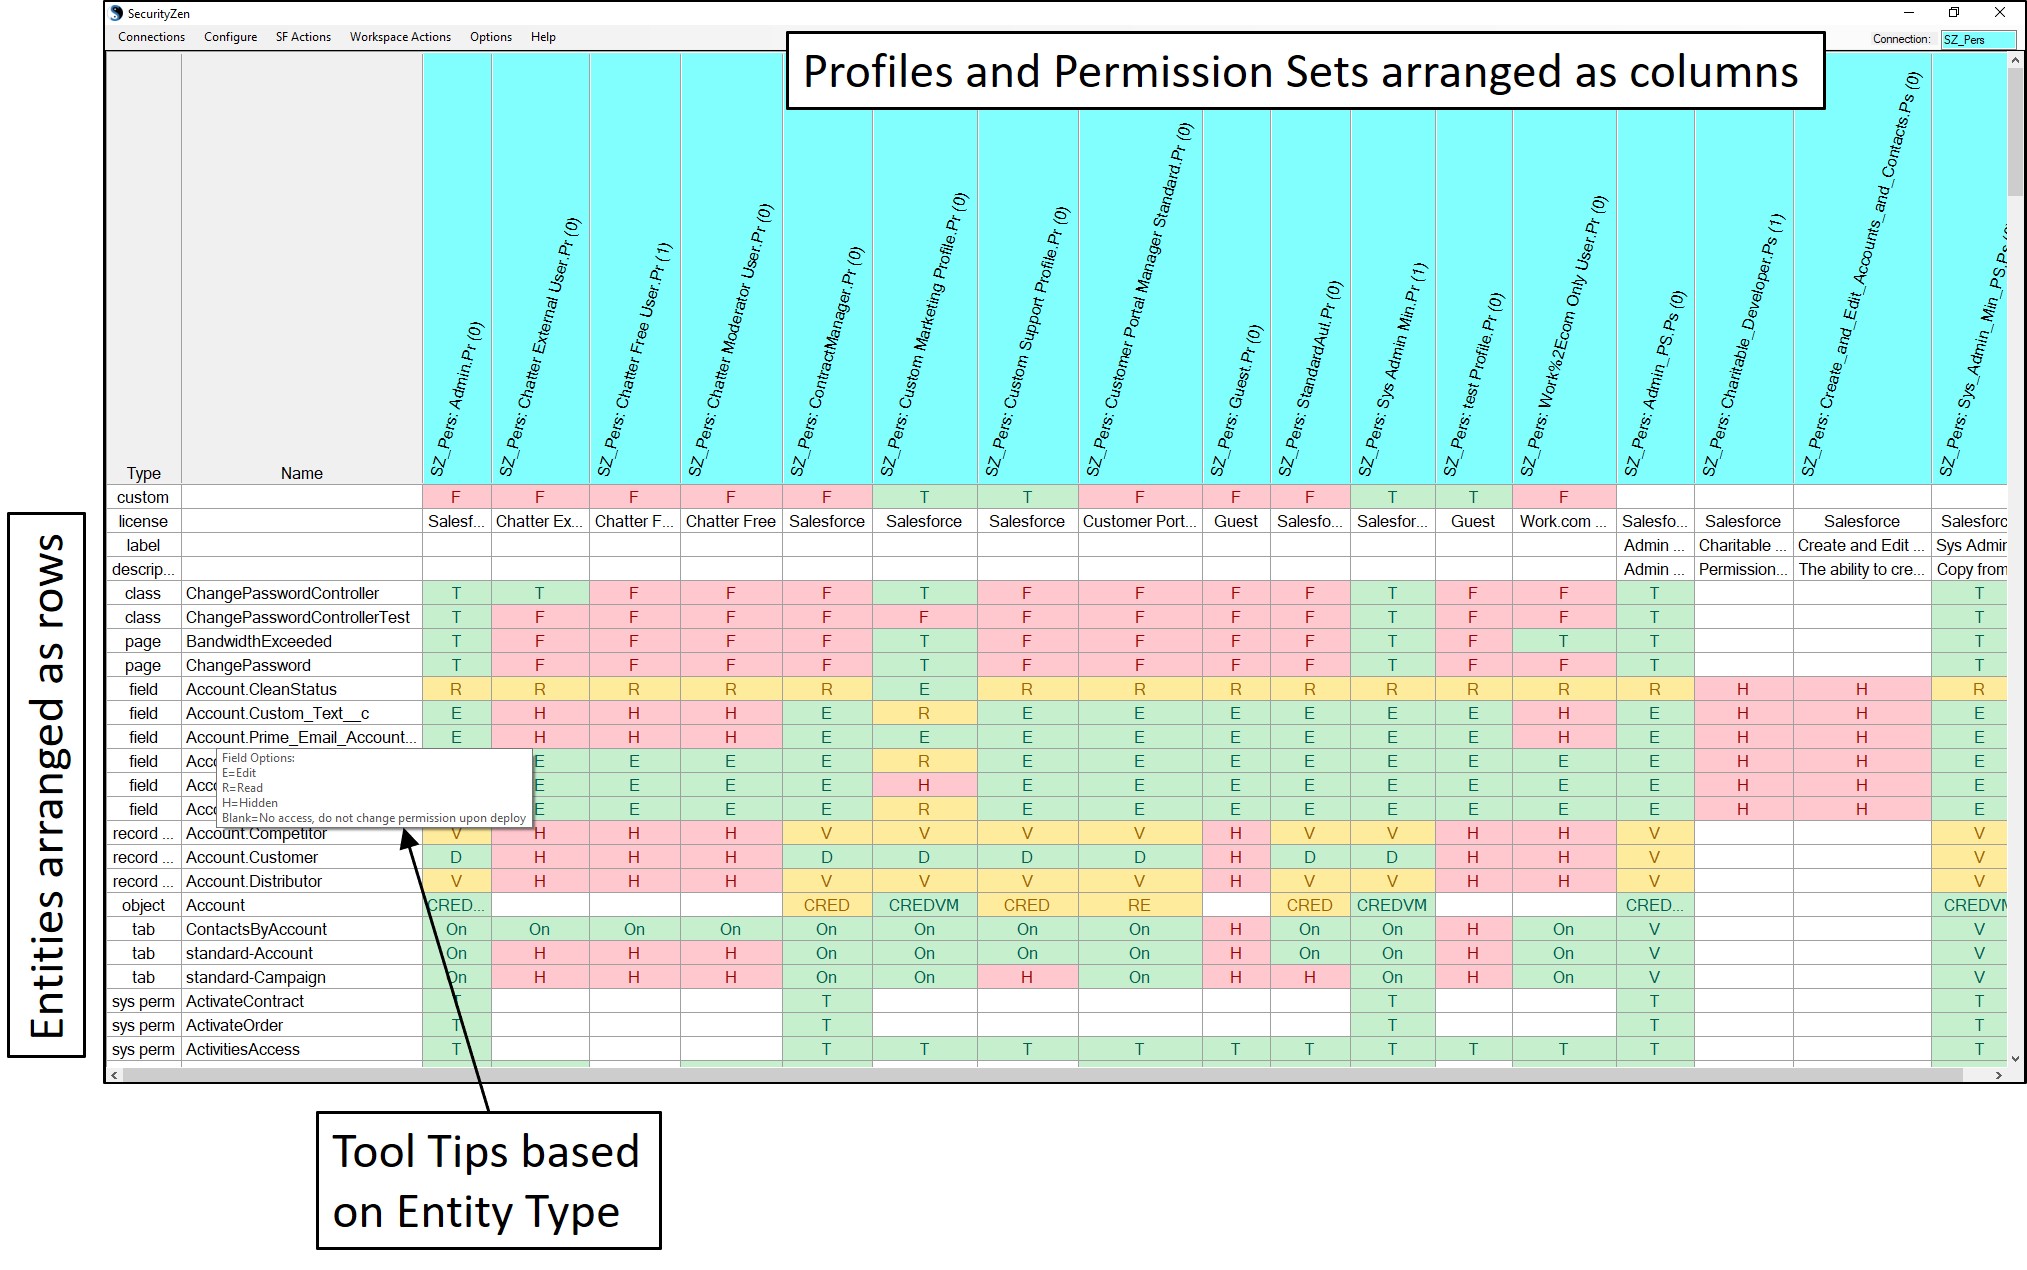 SecurityZen
Connections Configure SF Actions Workspace Actions Options Help
Connection: SZ_Pers
Profiles and Permission Sets arranged as columns
Entities arranged as rows
Type Name SZ_Pers: Admin.Pr (0) SZ_Pers: Chatter External User.Pr (0) SZ_Pers: Chatter Free User.Pr (1) SZ_Pers: Chatter Moderator User.Pr (0) SZ_Pers: ContractManager.Pr (0) SZ_Pers: Custom Marketing Profile.Pr (0) SZ_Pers: Custom Support Profile.Pr (0) SZ_Pers: Customer Portal Manager Standard.Pr (0) SZ_Pers: Guest.Pr (0) SZ_Pers: StandardAul.Pr (0) SZ_Pers: Sys Admin Min.Pr (1) SZ_Pers: test Profile.Pr (0) SZ_Pers: Work%2Ecom Only User.Pr (0) SZ_Pers: Admin_PS.Ps (0) SZ_Pers: Charitable_Developer.Ps (1) SZ_Pers: Create_and_Edit_Accounts_and_Contacts.Ps (0) SZ_Pers: Sys_Admin_Min_PS.Ps
custom F F F F F T T F F F T T F
license Salesf... Chatter Ex... Chatter F... Chatter Free Salesforce Salesforce Salesforce Customer Port... Guest Salesfo... Salesfor... Guest Work.com ... Salesfo... Salesforce Salesforce Salesforc
label Admin ... Charitable ... Create and Edit ... Sys Admin
descrip... Admin ... Permission... The ability to cre... Copy from
class ChangePasswordController T T F F F T F F F F T F F T T
class ChangePasswordControllerTest T F F F F F F F F F T F F T T
page BandwidthExceeded T F F F F T F F F F T F T T T
page ChangePassword T F F F F T F F F F T F F T T
field Account.CleanStatus R R R R R E R R R R R R R R H H R
field Account.Custom_Text__c E H H H E R E E E E E E H E H H E
field Account.Prime_Email_Account... E H H H E E E E E E E E H E H H E
field Acc E E E E R E E E E E E E E H H E
field Acc E E E E H E E E E E E E E H H E
field Acc E E E E R E E E E E E E E H H E
Field Options:
E=Edit
R=Read
H=Hidden
Blank=No access, do not change permission upon deploy
record ... Account.Competitor V H H H V V V V H V V H H V V
record ... Account.Customer D H H H D D D D H D D H H V V
record ... Account.Distributor V H H H V V V V H V V H H V V
object Account CRED... CRED CREDVM CRED RE CRED CREDVM CRED... CREDVM
tab ContactsByAccount On On On On On On On On H On On H On V V
tab standard-Account On H H H On On On On H On On H On V V
tab standard-Campaign On H H H On On H On H H On H On V V
sys perm ActivateContract T T T T T
sys perm ActivateOrder T T T T T
sys perm ActivitiesAccess T T T T T T T T T T T T
Tool Tips based
on Entity Type